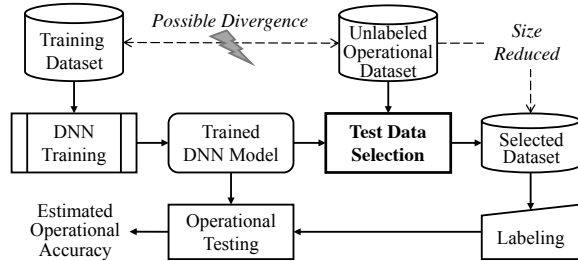 Training
Dataset
Possible Divergence
Unlabeled
Operational
Dataset
Size
Reduced
DNN
Training
Trained
DNN Model
Test Data
Selection
Selected
Dataset
Estimated
Operational
Accuracy
Operational
Testing
Labeling